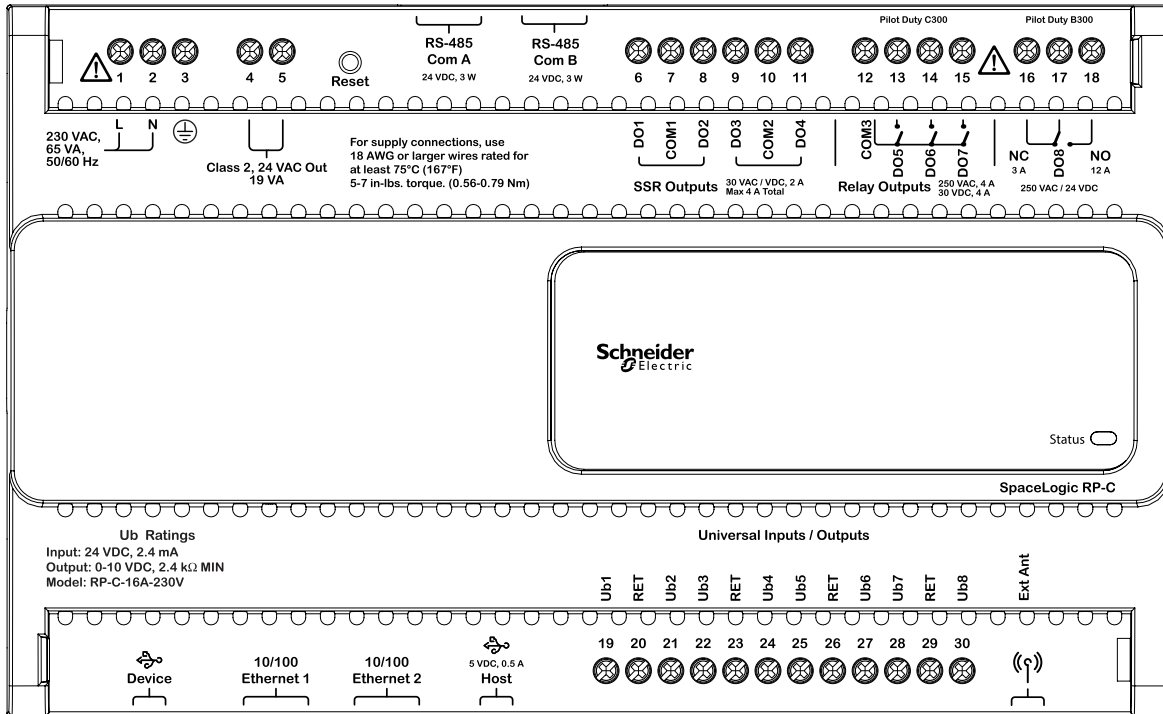 Pilot Duty C300
Pilot Duty B300
RS-485
Com A
24 VDC, 3 W
RS-485
Com B
24 VDC, 3 W
Reset
1 2 3 4 5 6 7 8 9 10 11 12 13 14 15 16 17 18
230 VAC,
65 VA,
50/60 Hz
L N
Class 2, 24 VAC Out
19 VA
For supply connections, use
18 AWG or larger wires rated for
at least 75°C (167°F)
5-7 in-lbs. torque. (0.56-0.79 Nm)
DO1 COM1 DO2 DO3 COM2 DO4
SSR Outputs
30 VAC / VDC, 2 A
Max 4 A Total
COM3 DO5 DO6 DO7
Relay Outputs
250 VAC, 4 A
30 VDC, 4 A
NC
3 A
DO8
NO
12 A
250 VAC / 24 VDC
Schneider
Electric
Status
SpaceLogic RP-C
Ub Ratings
Input: 24 VDC, 2.4 mA
Output: 0-10 VDC, 2.4 kΩ MIN
Model: RP-C-16A-230V
Universal Inputs / Outputs
Ub1 RET Ub2 Ub3 RET Ub4 Ub5 RET Ub6 Ub7 RET Ub8
Ext Ant
19 20 21 22 23 24 25 26 27 28 29 30
Device
10/100
Ethernet 1
10/100
Ethernet 2
5 VDC, 0.5 A
Host